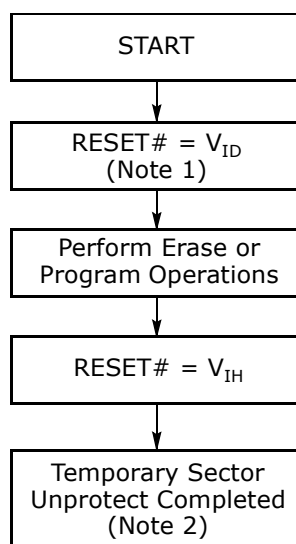 START
RESET# = V_ID
(Note 1)
Perform Erase or
Program Operations
RESET# = V_IH
Temporary Sector
Unprotect Completed
(Note 2)